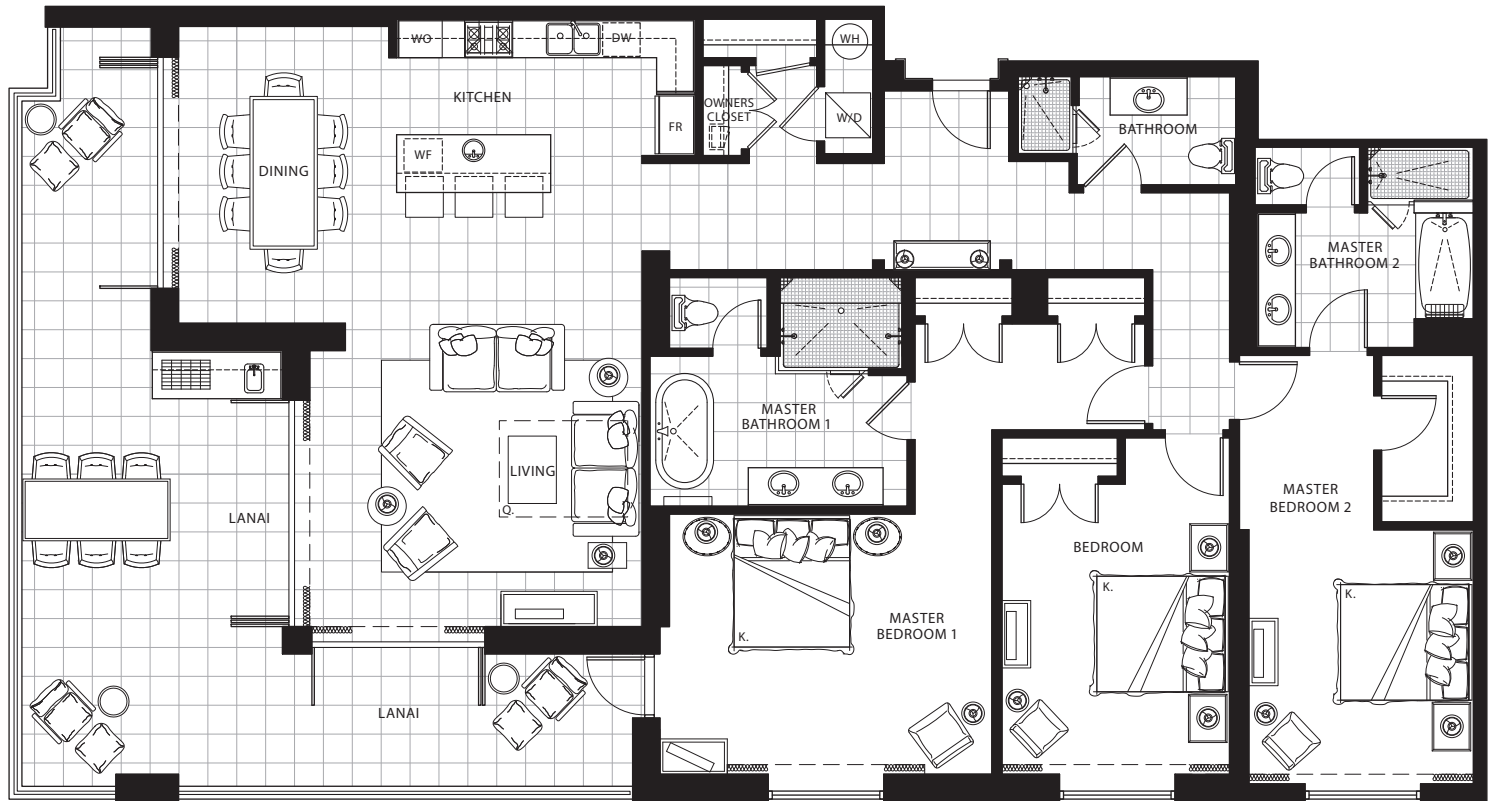 WO
DW
WH
KITCHEN
OWNERS
CLOSET
FR
W/D
BATHROOM
WF
DINING
MASTER
BATHROOM 2
MASTER
BATHROOM 1
LIVING
Q.
LANAI
MASTER
BEDROOM 2
BEDROOM
K.
K.
MASTER
BEDROOM 1
K.
LANAI